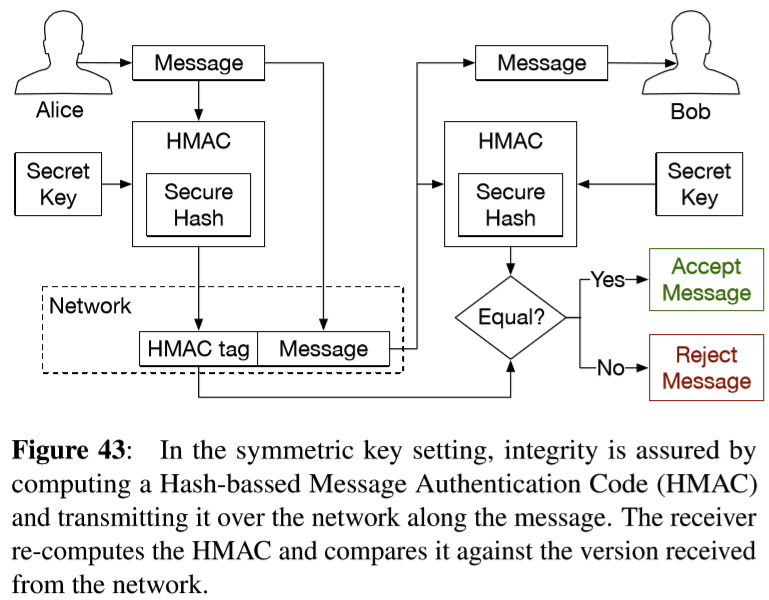 Message
Message
Alice
Bob
HMAC
HMAC
Secret
Key
Secure
Hash
Secure
Hash
Secret
Key
Network
HMAC tag
Message
Equal?
Yes
Accept
Message
No
Reject
Message
Figure 43: In the symmetric key setting, integrity is assured by
computing a Hash-bassed Message Authentication Code (HMAC)
and transmitting it over the network along the message. The receiver
re-computes the HMAC and compares it against the version received
from the network.